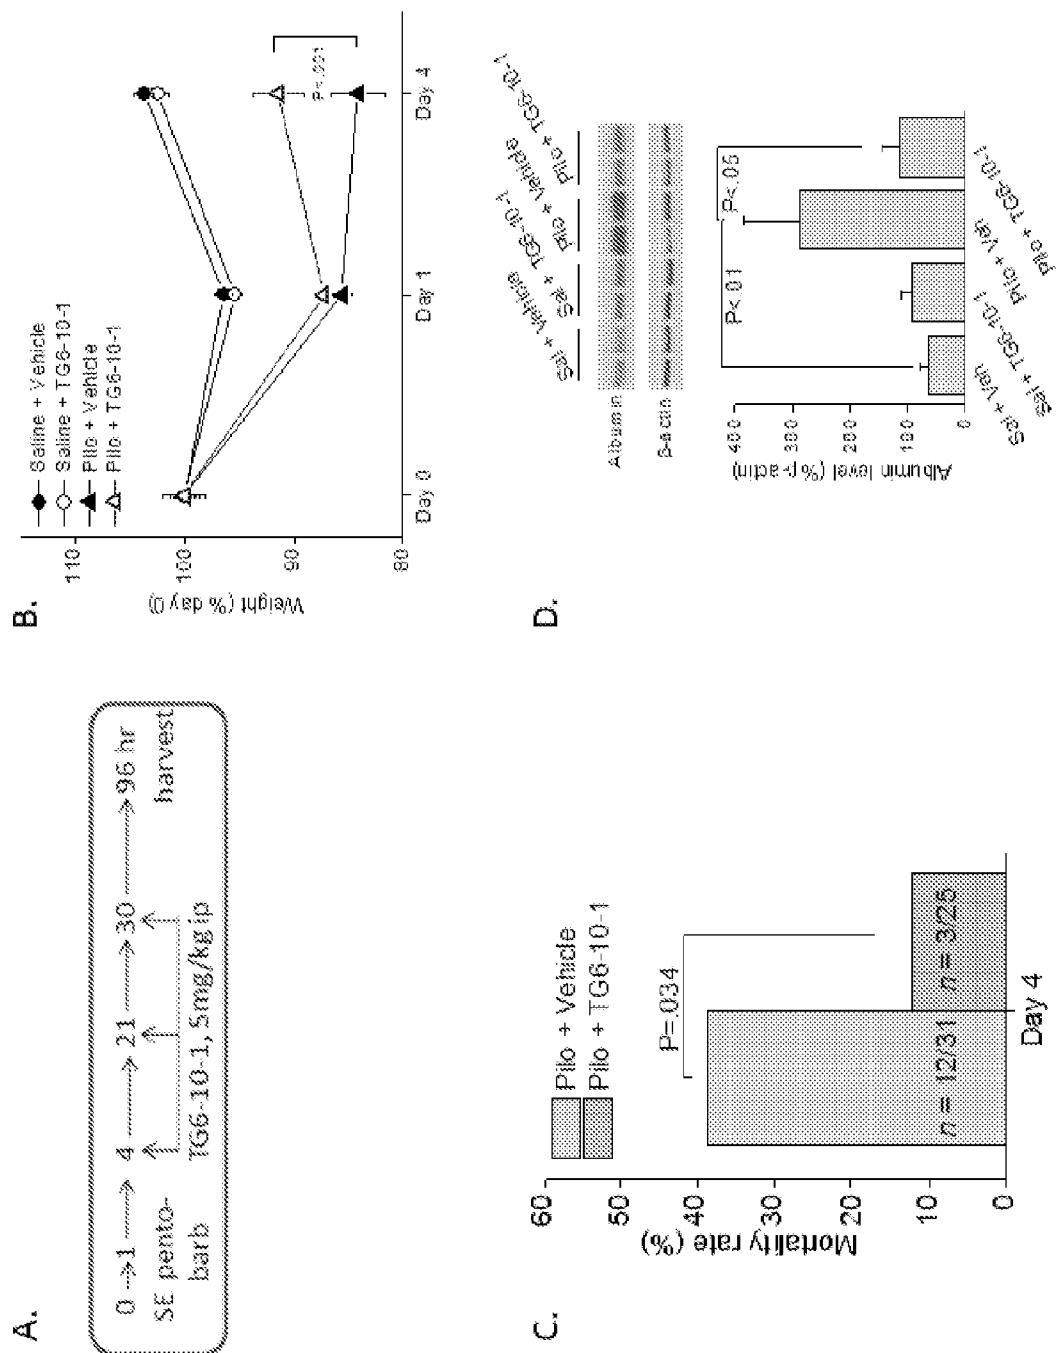 A.
0 → 1 → 4 → 21 → 30 → 96 hr
SE pento-
barb
TG6-10-1, 5mg/kg ip
harvest
B.
Saline + Vehicle
Saline + TG6-10-1
Pilo + Vehicle
Pilo + TG6-10-1
Weight (% day 0)
110
100
90
80
P<.001
Day 0
Day 1
Day 4
C.
Pilo + Vehicle
Pilo + TG6-10-1
Mortality rate (%)
60
50
40
30
20
10
0
P=.034
n = 12/31
n = 3/25
Day 4
D.
Sal + Vehicle
Sal + TG6-10-1
Pilo + Vehicle
Pilo + TG6-10-1
Albumin
β-actin
Albumin level (% β-actin)
400
300
200
100
0
P<.01
P<.05
Sal + Veh
Sal + TG6-10-1
Pilo + Veh
Pilo + TG6-10-1